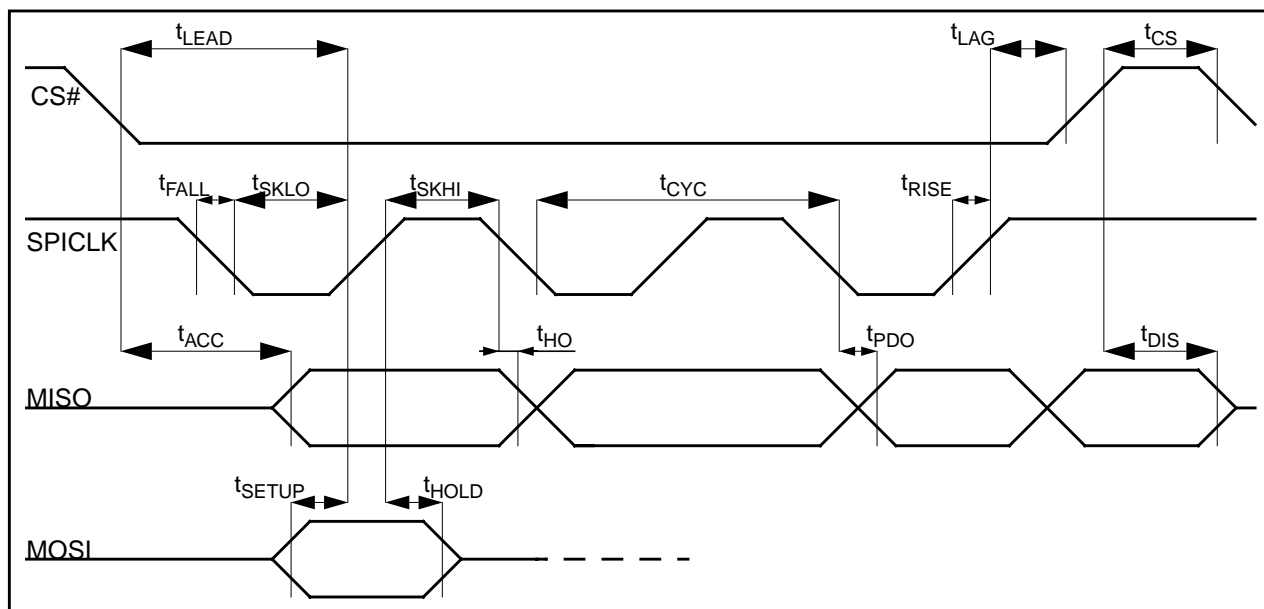 tLEAD tLAG tCS
CS#
tFALL tSKLO tSKHI tCYC tRISE
SPICLK
tACC tHO tPDO tDIS
MISO
tSETUP tHOLD
MOSI